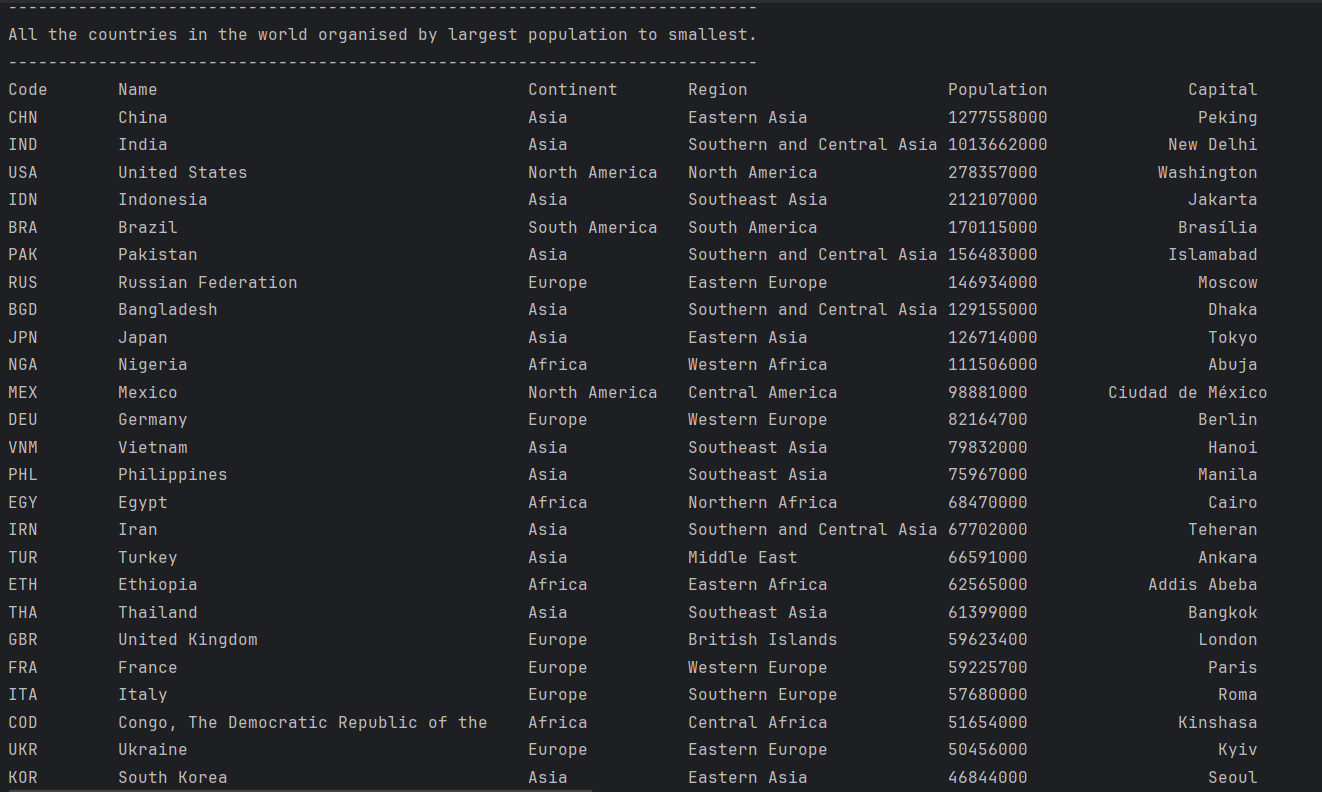 ---------------------------------------------------------------------------
All the countries in the world organised by largest population to smallest.
---------------------------------------------------------------------------
Code       Name                                     Continent       Region                    Population              Capital
CHN        China                                    Asia            Eastern Asia              1277558000               Peking
IND        India                                    Asia            Southern and Central Asia 1013662000            New Delhi
USA        United States                            North America   North America             278357000            Washington
IDN        Indonesia                                Asia            Southeast Asia            212107000               Jakarta
BRA        Brazil                                   South America   South America             170115000              Brasília
PAK        Pakistan                                 Asia            Southern and Central Asia 156483000             Islamabad
RUS        Russian Federation                       Europe          Eastern Europe            146934000                Moscow
BGD        Bangladesh                               Asia            Southern and Central Asia 129155000                 Dhaka
JPN        Japan                                    Asia            Eastern Asia              126714000                 Tokyo
NGA        Nigeria                                  Africa          Western Africa            111506000                 Abuja
MEX        Mexico                                   North America   Central America           98881000        Ciudad de México
DEU        Germany                                  Europe          Western Europe            82164700                 Berlin
VNM        Vietnam                                  Asia            Southeast Asia            79832000                  Hanoi
PHL        Philippines                              Asia            Southeast Asia            75967000                 Manila
EGY        Egypt                                    Africa          Northern Africa           68470000                  Cairo
IRN        Iran                                     Asia            Southern and Central Asia 67702000                Teheran
TUR        Turkey                                   Asia            Middle East               66591000                 Ankara
ETH        Ethiopia                                 Africa          Eastern Africa            62565000            Addis Abeba
THA        Thailand                                 Asia            Southeast Asia            61399000                Bangkok
GBR        United Kingdom                           Europe          British Islands           59623400                 London
FRA        France                                   Europe          Western Europe            59225700                  Paris
ITA        Italy                                    Europe          Southern Europe           57680000                   Roma
COD        Congo, The Democratic Republic of the    Africa          Central Africa            51654000               Kinshasa
UKR        Ukraine                                  Europe          Eastern Europe            50456000                   Kyiv
KOR        South Korea                              Asia            Eastern Asia              46844000                  Seoul